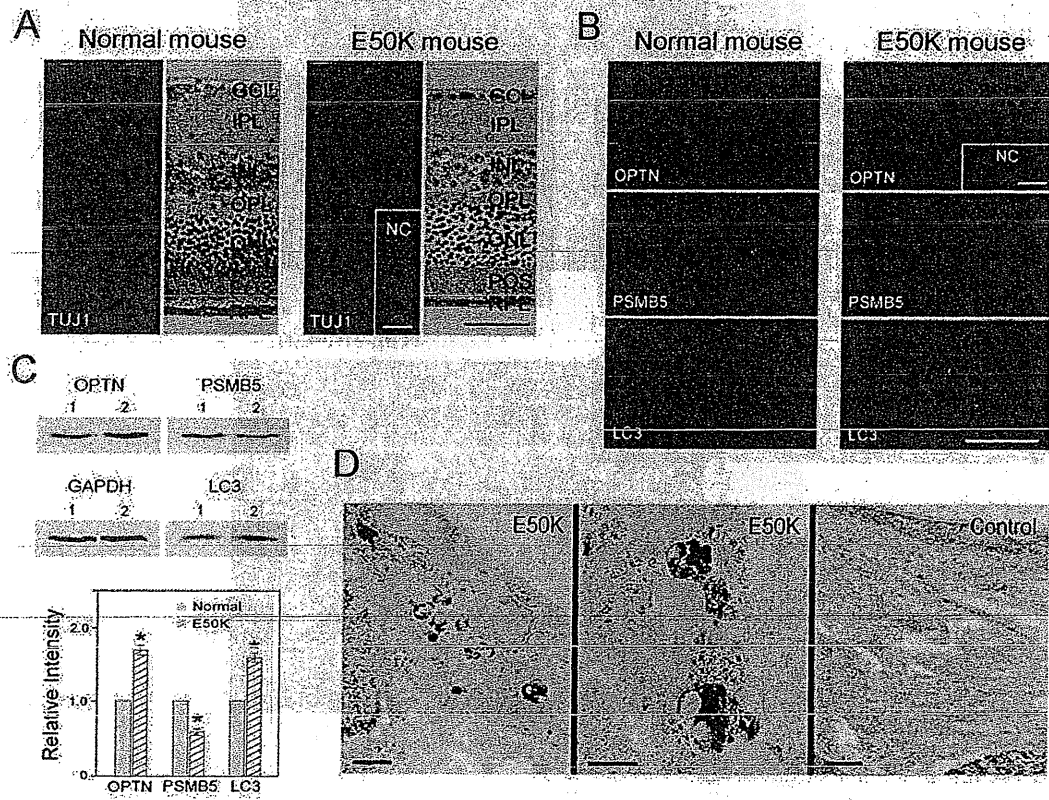 A
Normal mouse
E50K mouse
GCL
IPL
INL
OPL
ONL
RPE
TUJ1
GCL
IPL
INL
OPL
ONL
POS
RPE
NC
TUJ1
B
Normal mouse
E50K mouse
OPTN
OPTN
NC
PSMB5
PSMB5
LC3
LC3
C
OPTN
PSMB5
1 2
1 2
GAPDH
LC3
1 2
1 2
Relative Intensity
Normal
E50K
2.0
1.0
0
*
*
OPTN PSMB5 LC3
D
E50K
E50K
Control